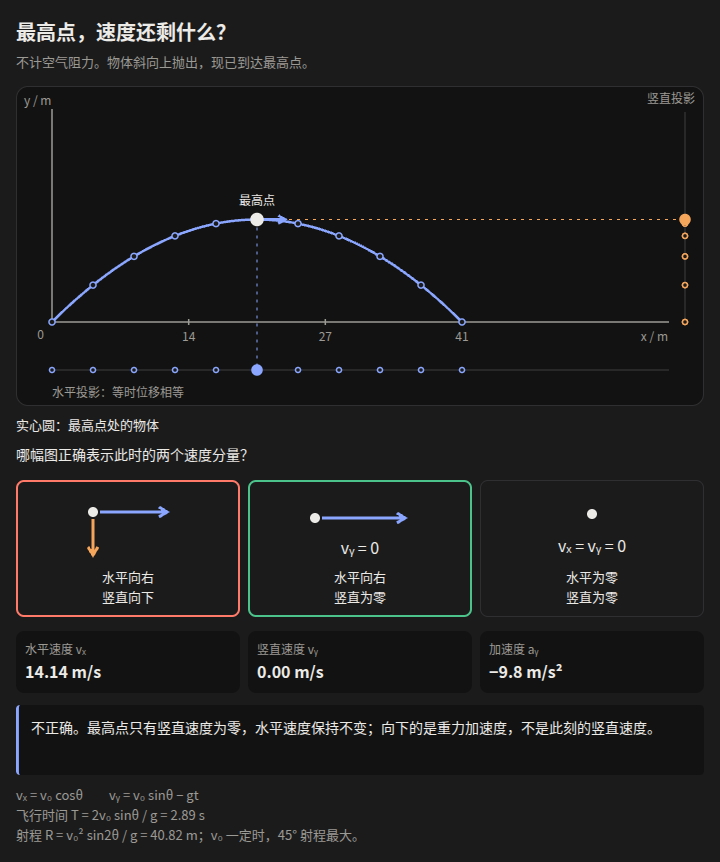 最高点，速度还剩什么？
不计空气阻力。物体斜向上抛出，现已到达最高点。
y / m
竖直投影
最高点
0
14
27
41
x / m
水平投影：等时位移相等
实心圆：最高点处的物体
哪幅图正确表示此时的两个速度分量？
水平向右
竖直向下
vᵧ = 0
水平向右
竖直为零
vₓ = vᵧ = 0
水平为零
竖直为零
水平速度 vₓ
14.14 m/s
竖直速度 vᵧ
0.00 m/s
加速度 aᵧ
−9.8 m/s²
不正确。最高点只有竖直速度为零，水平速度保持不变；向下的是重力加速度，不是此刻的竖直速度。
vₓ = v₀ cosθ vᵧ = v₀ sinθ − gt
飞行时间 T = 2v₀ sinθ / g = 2.89 s
射程 R = v₀² sin2θ / g = 40.82 m；v₀ 一定时，45° 射程最大。